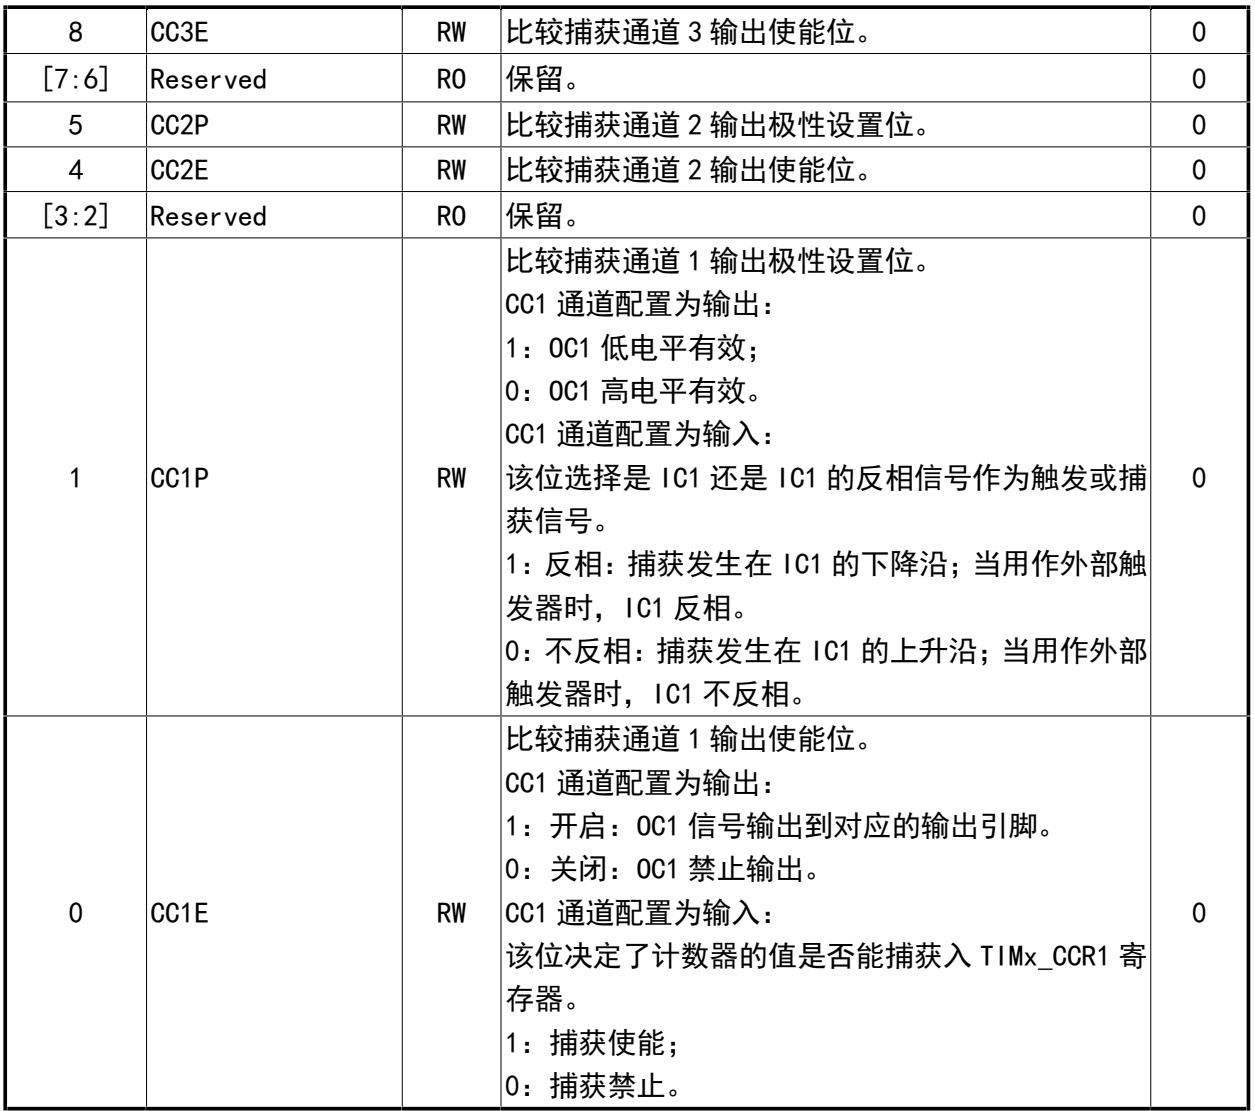 8 CC3E RW 比较捕获通道 3 输出使能位。 0
[7:6] Reserved RO 保留。 0
5 CC2P RW 比较捕获通道 2 输出极性设置位。 0
4 CC2E RW 比较捕获通道 2 输出使能位。 0
[3:2] Reserved RO 保留。 0
比较捕获通道 1 输出极性设置位。
CC1 通道配置为输出：
1：OC1 低电平有效；
0：OC1 高电平有效。
CC1 通道配置为输入：
1 CC1P RW 该位选择是 IC1 还是 IC1 的反相信号作为触发或捕 0
获信号。
1：反相：捕获发生在 IC1 的下降沿；当用作外部触
发器时，IC1 反相。
0：不反相：捕获发生在 IC1 的上升沿；当用作外部
触发器时，IC1 不反相。
比较捕获通道 1 输出使能位。
CC1 通道配置为输出：
1：开启：OC1 信号输出到对应的输出引脚。
0：关闭：OC1 禁止输出。
0 CC1E RW CC1 通道配置为输入： 0
该位决定了计数器的值是否能捕获入 TIMx_CCR1 寄
存器。
1：捕获使能；
0：捕获禁止。